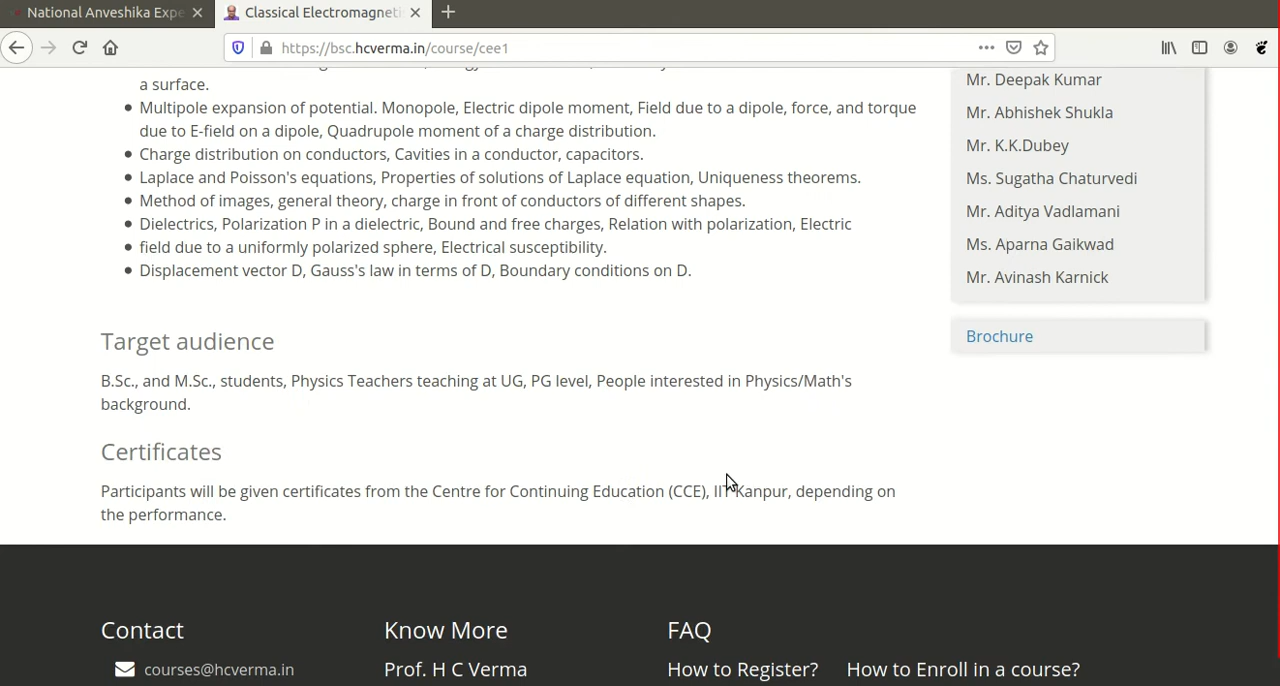 National Anveshika Expe
Classical Electromagneti
https://bsc.hcverma.in/course/cee1
a surface.
Multipole expansion of potential. Monopole, Electric dipole moment, Field due to a dipole, force, and torque
due to E-field on a dipole, Quadrupole moment of a charge distribution.
Charge distribution on conductors, Cavities in a conductor, capacitors.
Laplace and Poisson's equations, Properties of solutions of Laplace equation, Uniqueness theorems.
Method of images, general theory, charge in front of conductors of different shapes.
Dielectrics, Polarization P in a dielectric, Bound and free charges, Relation with polarization, Electric
field due to a uniformly polarized sphere, Electrical susceptibility.
Displacement vector D, Gauss's law in terms of D, Boundary conditions on D.
Target audience
B.Sc., and M.Sc., students, Physics Teachers teaching at UG, PG level, People interested in Physics/Math's
background.
Certificates
Participants will be given certificates from the Centre for Continuing Education (CCE), IIT Kanpur, depending on
the performance.
Mr. Deepak Kumar
Mr. Abhishek Shukla
Mr. K.K.Dubey
Ms. Sugatha Chaturvedi
Mr. Aditya Vadlamani
Ms. Aparna Gaikwad
Mr. Avinash Karnick
Brochure
Contact
courses@hcverma.in
Know More
Prof. H C Verma
FAQ
How to Register? How to Enroll in a course?